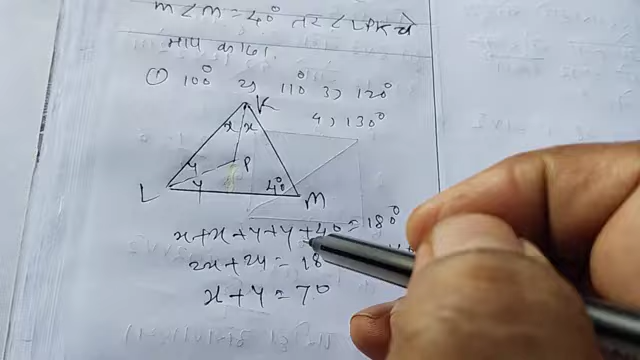 m∠M = 40° तर ∠LPK चे
माप काढा.
① 100° 2) 110° 3) 120°
4) 130°
K
x x
P
y
y
L 40° M
x + x + y + y + 40 = 180°
2x + 2y = 18
x + y = 70